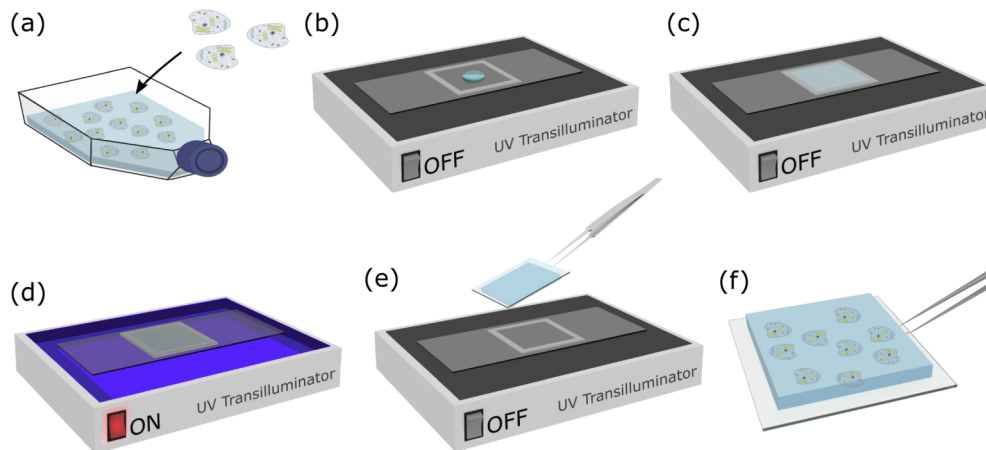 (a)
(b)
OFF
UV Transilluminator
(c)
OFF
UV Transilluminator
(d)
ON
UV Transilluminator
(e)
OFF
UV Transilluminator
(f)